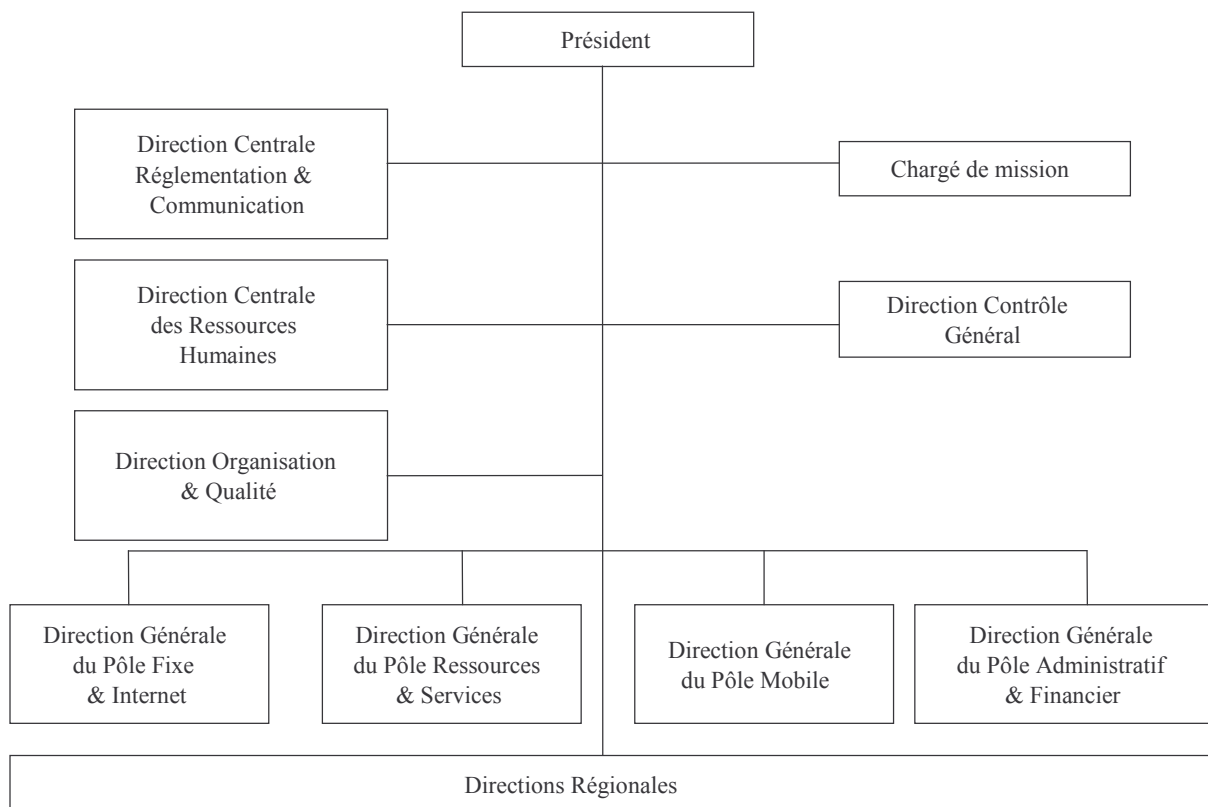 Président
Direction Centrale
Réglementation &
Communication
Chargé de mission
Direction Centrale
des Ressources
Humaines
Direction Contrôle
Général
Direction Organisation
& Qualité
Direction Générale
du Pôle Fixe
& Internet
Direction Générale
du Pôle Ressources
& Services
Direction Générale
du Pôle Mobile
Direction Générale
du Pôle Administratif
& Financier
Directions Régionales